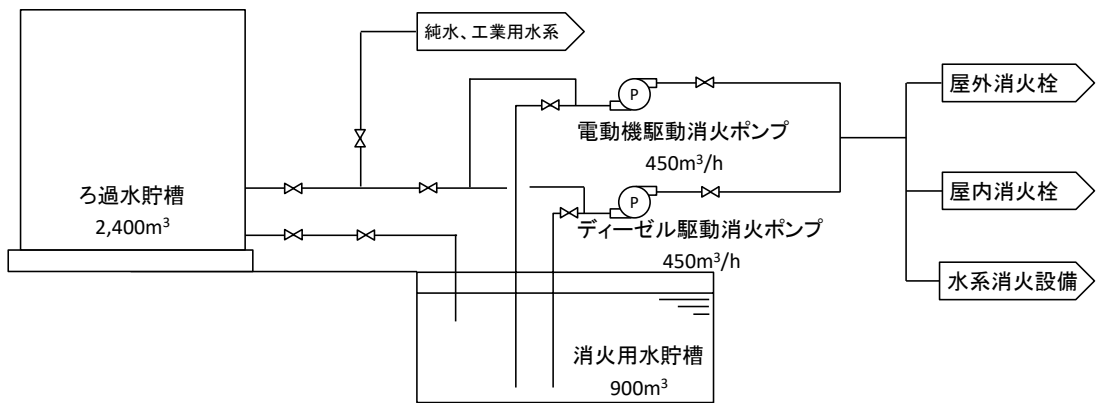 純水、工業用水系
P
電動機駆動消火ポンプ
450m³/h
屋外消火栓
ろ過水貯槽
2,400m³
P
ディーゼル駆動消火ポンプ
450m³/h
屋内消火栓
水系消火設備
消火用水貯槽
900m³